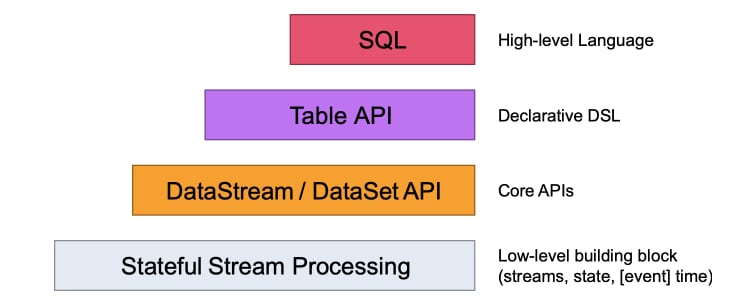 SQL
High-level Language
Table API
Declarative DSL
DataStream / DataSet API
Core APIs
Stateful Stream Processing
Low-level building block
(streams, state, [event] time)